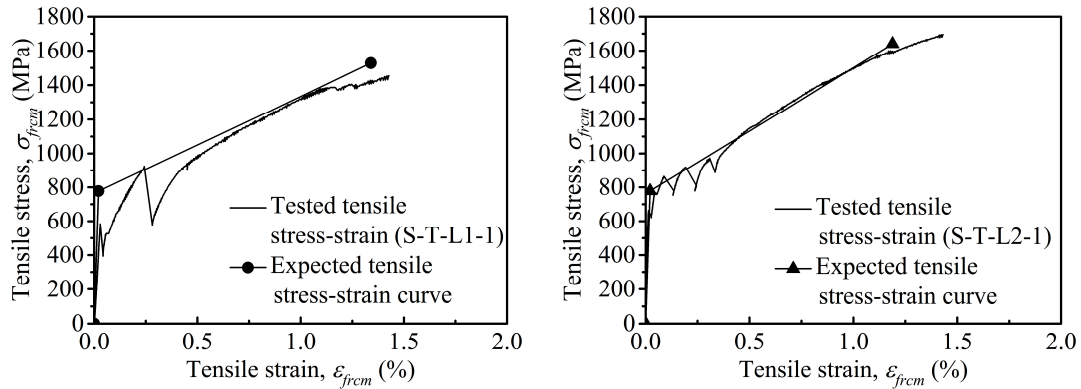 1800
1600
1400
1200
1000
800
600
400
200
0
Tensile stress, σfrcm (MPa)
Tested tensile
stress-strain (S-T-L1-1)
Expected tensile
stress-strain curve
0.0 0.5 1.0 1.5 2.0
Tensile strain, εfrcm (%)
1800
1600
1400
1200
1000
800
600
400
200
0
Tensile stress, σfrcm (MPa)
Tested tensile
stress-strain (S-T-L2-1)
Expected tensile
stress-strain curve
0.0 0.5 1.0 1.5 2.0
Tensile strain, εfrcm (%)